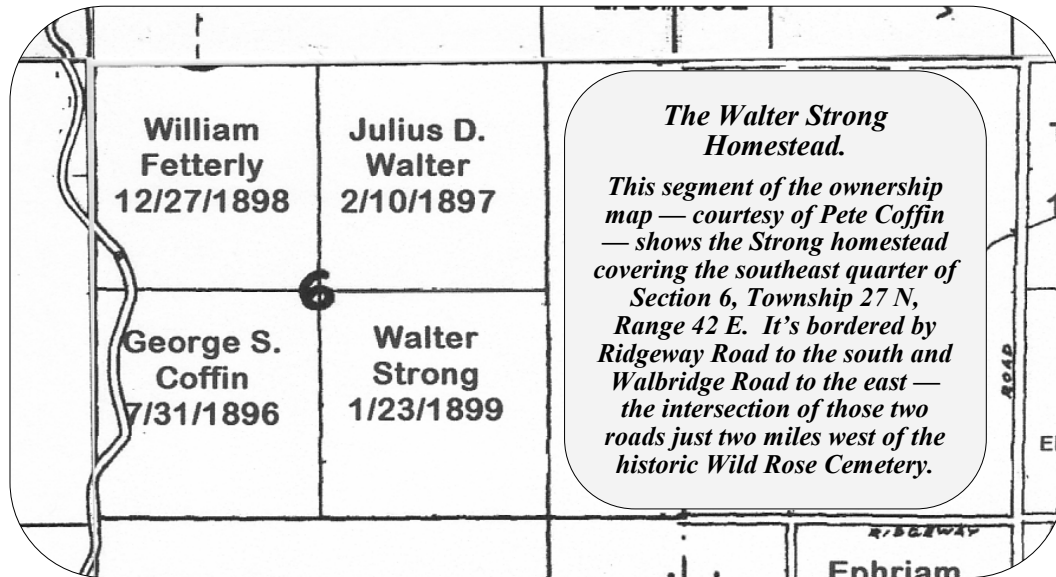 William
Fetterly
12/27/1898
Julius D.
Walter
2/10/1897
6
George S.
Coffin
7/31/1896
Walter
Strong
1/23/1899
The Walter Strong
Homestead.
This segment of the ownership
map — courtesy of Pete Coffin
— shows the Strong homestead
covering the southeast quarter of
Section 6, Township 27 N,
Range 42 E. It's bordered by
Ridgeway Road to the south and
Walbridge Road to the east —
the intersection of those two
roads just two miles west of the
historic Wild Rose Cemetery.
ROAD
RIDGEWAY
Ephriam